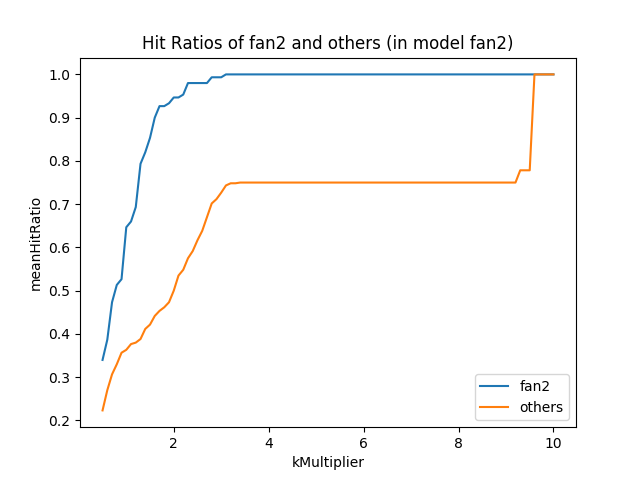 Hit Ratios of fan2 and others (in model fan2)
1.0
0.9
0.8
0.7
0.6
0.5
0.4
0.3
0.2
meanHitRatio
fan2
others
2 4 6 8 10
kMultiplier